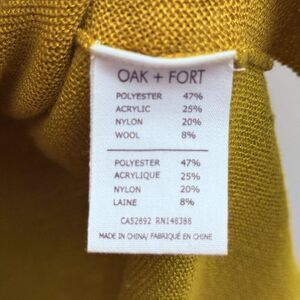 OAK + FORT
POLYESTER 47%
ACRYLIC 25%
NYLON 20%
WOOL 8%
POLYESTER 47%
ACRYLIQUE 25%
NYLON 20%
LAINE 8%
CA52892 RN148388
MADE IN CHINA/ FABRIQUÉ EN CHINE